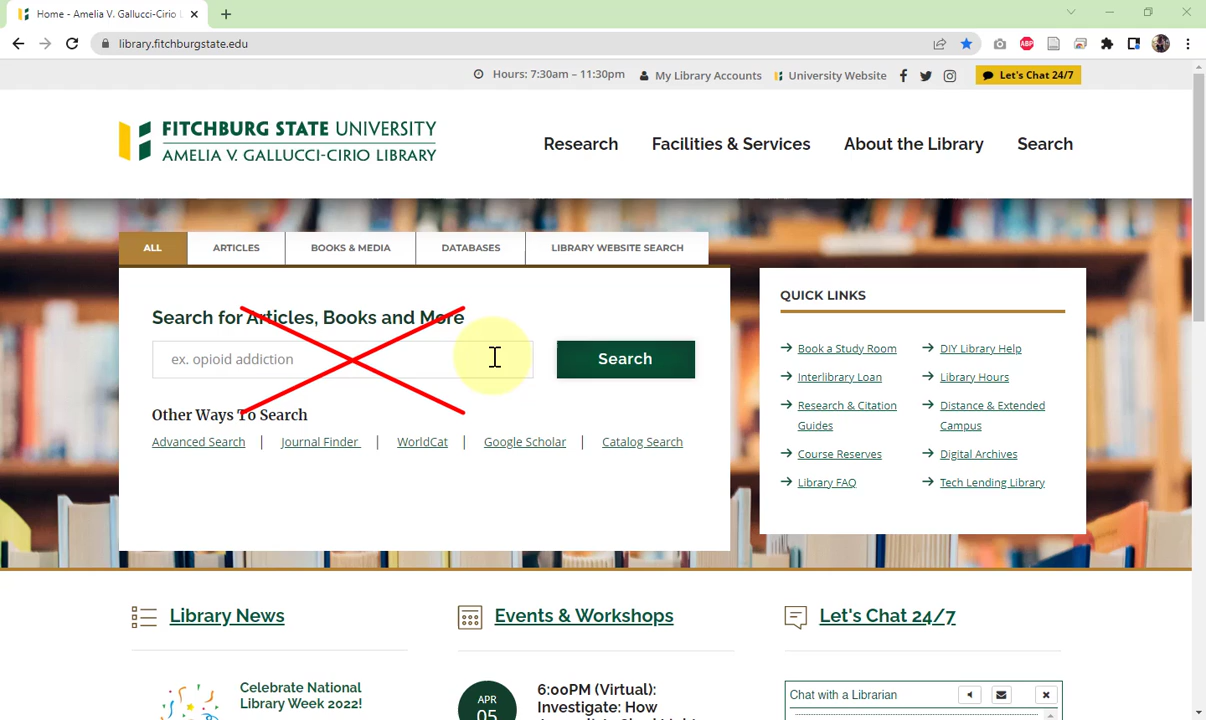 Home - Amelia V. Gallucci-Cirio
library.fitchburgstate.edu
ABP
Hours: 7:30am – 11:30pm
My Library Accounts
University Website
Let's Chat 24/7
FITCHBURG STATE UNIVERSITY
AMELIA V. GALLUCCI-CIRIO LIBRARY
Research
Facilities & Services
About the Library
Search
ALL
ARTICLES
BOOKS & MEDIA
DATABASES
LIBRARY WEBSITE SEARCH
Search for Articles, Books and More
ex. opioid addiction
Search
Other Ways To Search
Advanced Search | Journal Finder | WorldCat | Google Scholar | Catalog Search
QUICK LINKS
Book a Study Room
Interlibrary Loan
Research & Citation
Guides
Course Reserves
Library FAQ
DIY Library Help
Library Hours
Distance & Extended
Campus
Digital Archives
Tech Lending Library
Library News
Celebrate National
Library Week 2022!
Events & Workshops
APR
05
6:00PM (Virtual):
Investigate: How
Let's Chat 24/7
Chat with a Librarian